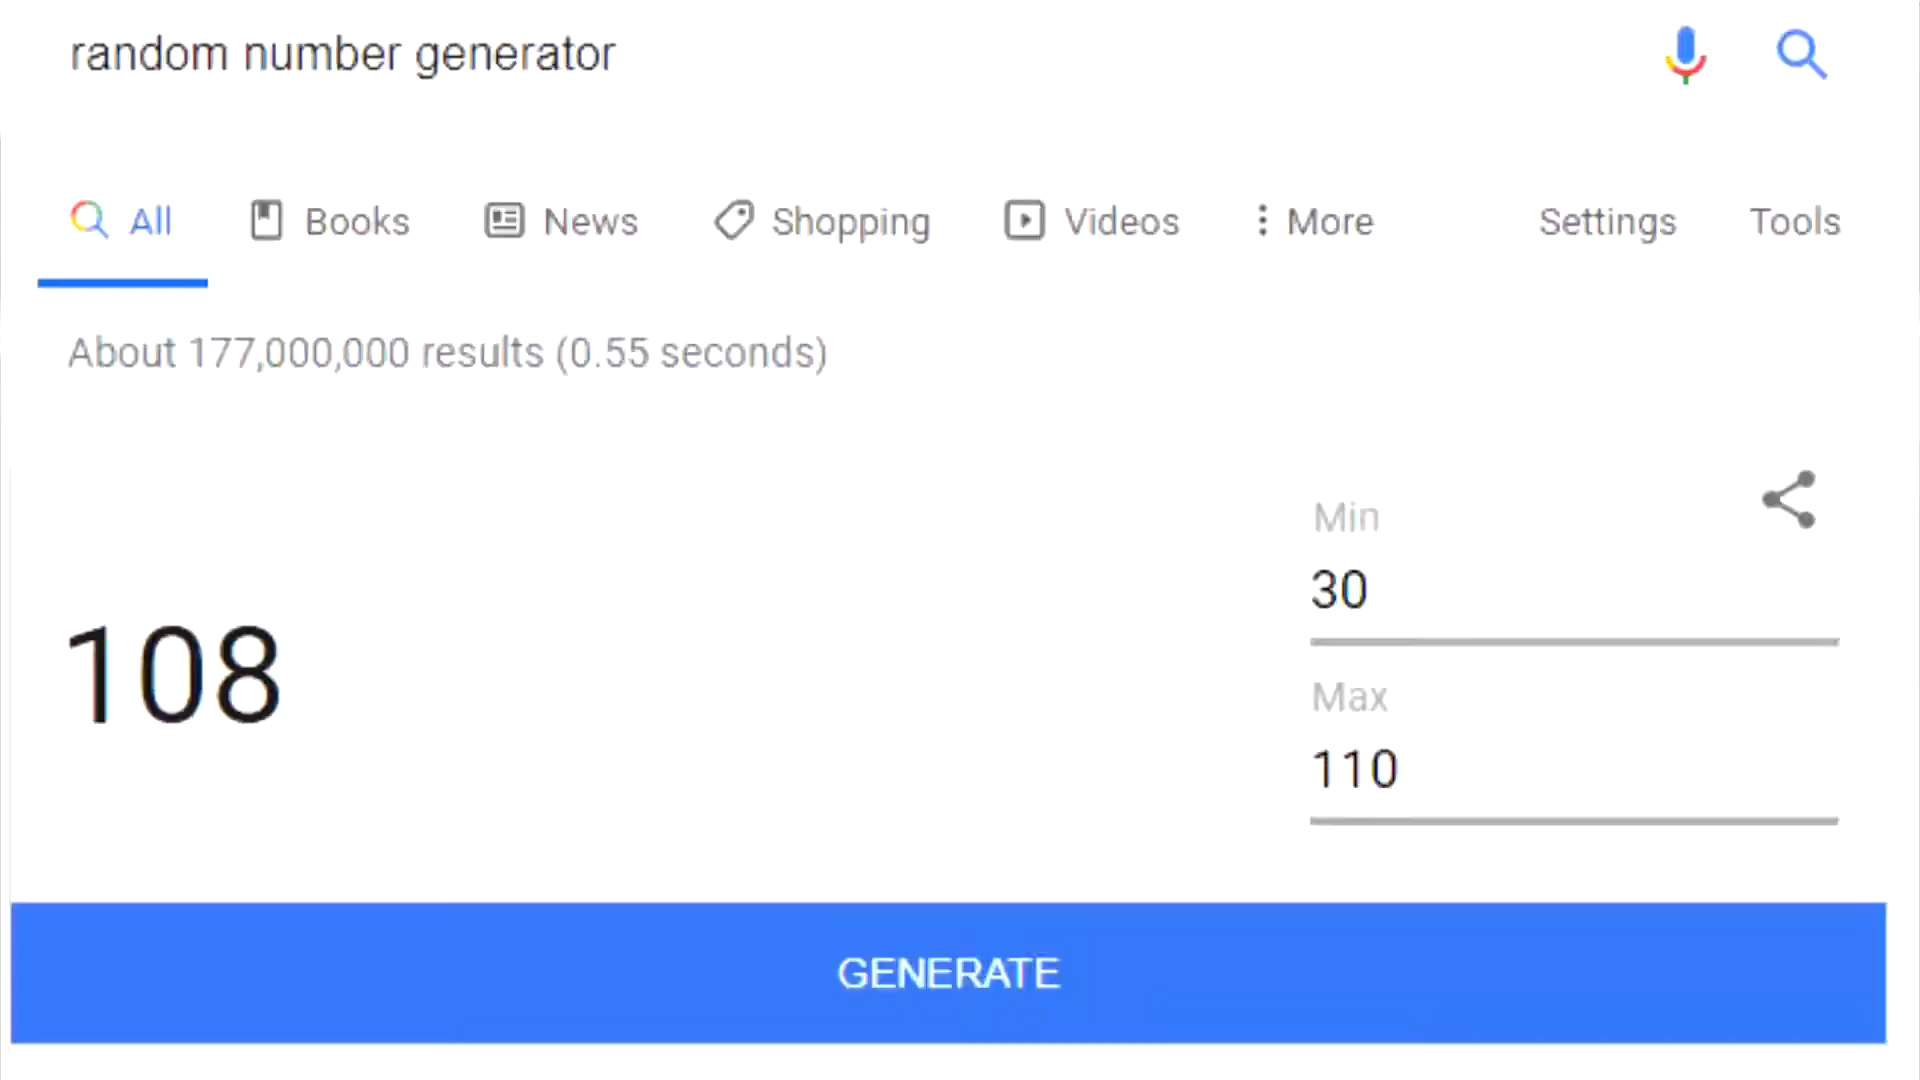 random number generator
All Books News Shopping Videos More Settings Tools
About 177,000,000 results (0.55 seconds)
Min
30
108
Max
110
GENERATE